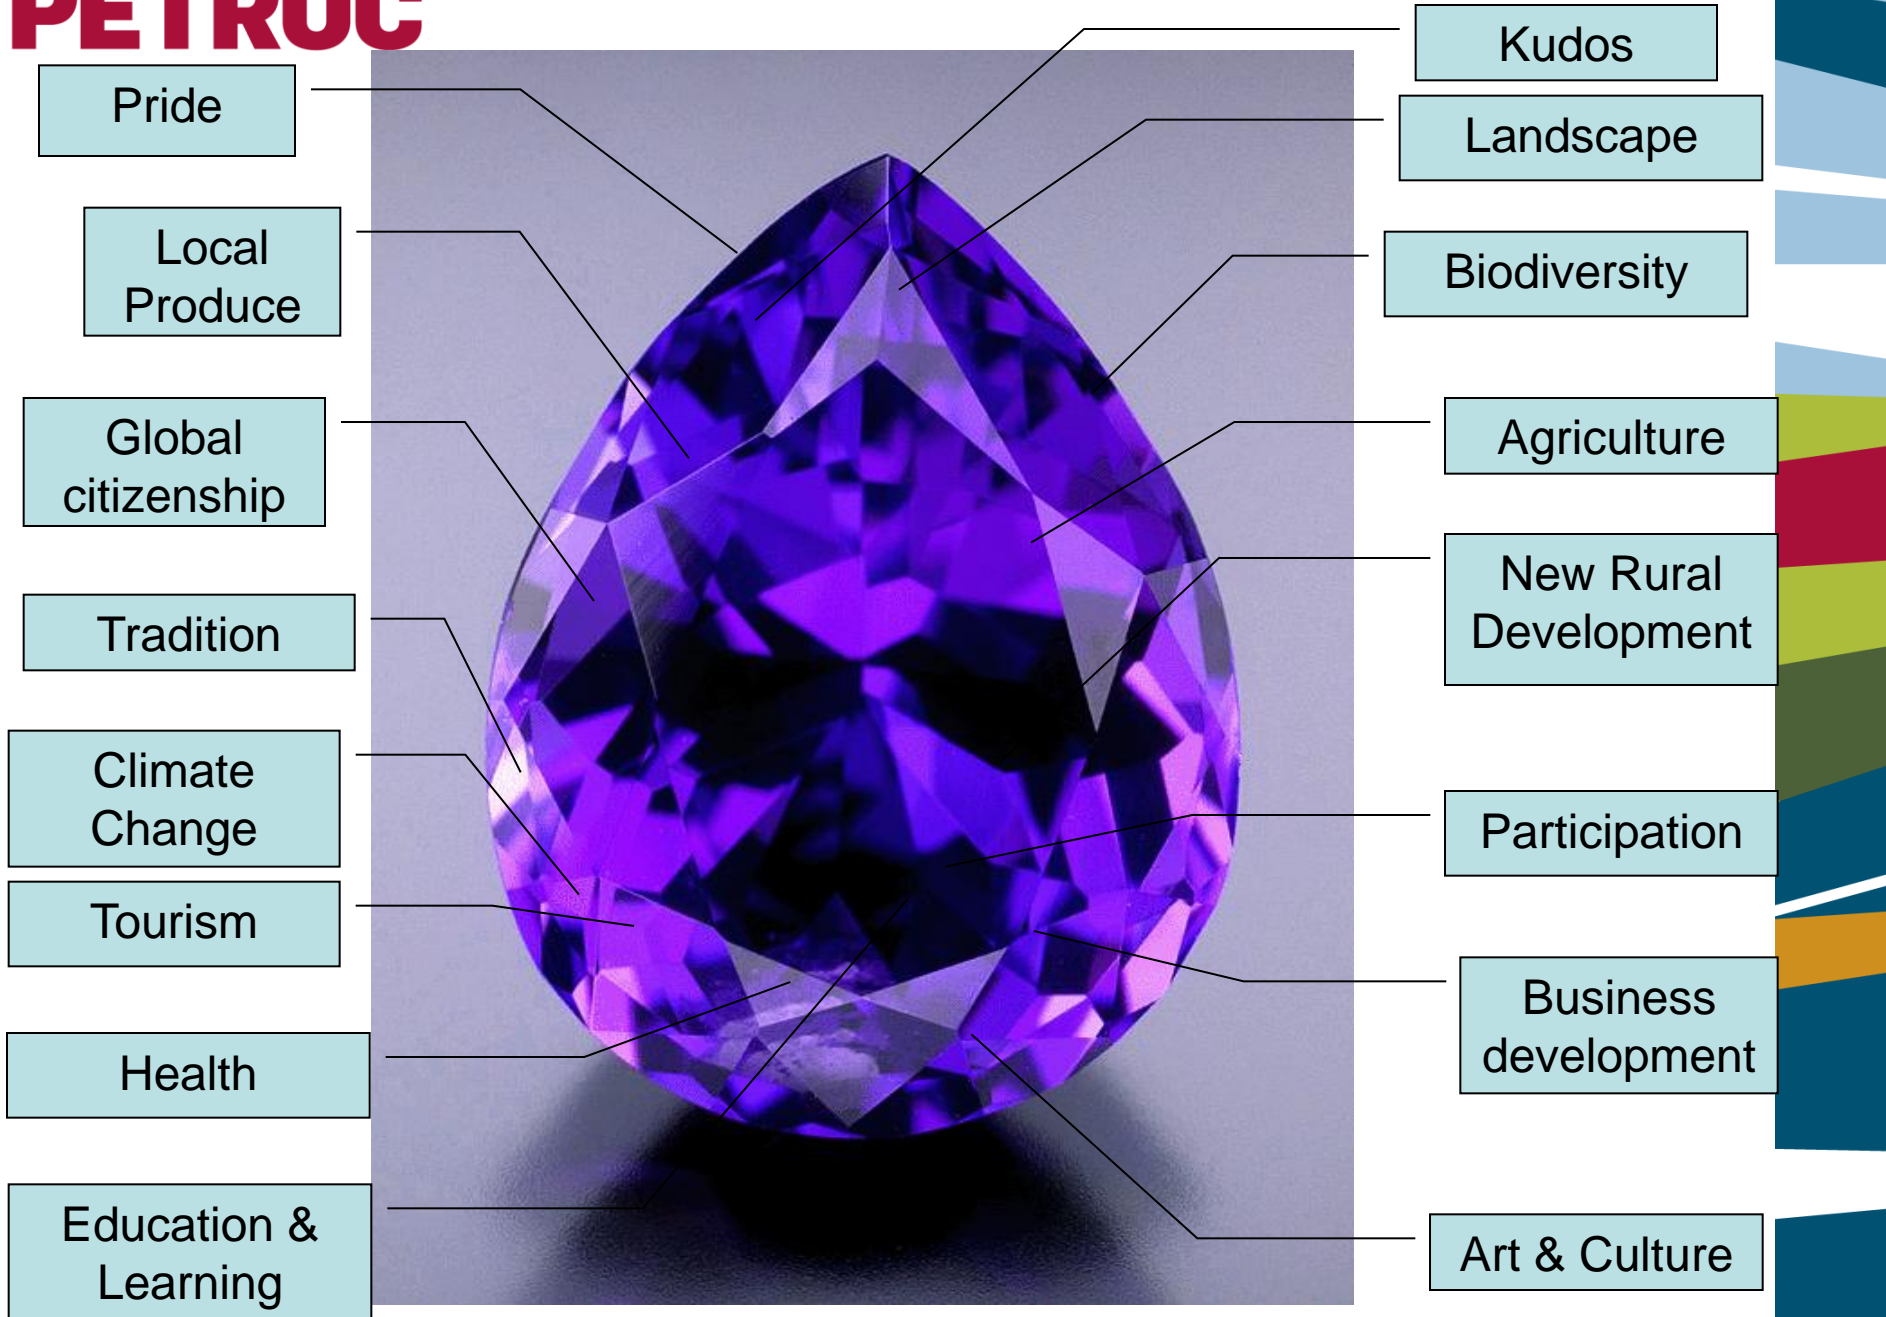 PETROC
Pride
Local
Produce
Global
citizenship
Tradition
Climate
Change
Tourism
Health
Education &
Learning
Kudos
Landscape
Biodiversity
Agriculture
New Rural
Development
Participation
Business
development
Art & Culture